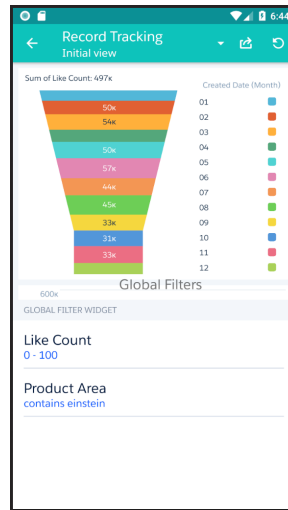 6:44
Record Tracking
Initial view
Sum of Like Count: 497K
Created Date (Month)
01
50K
02
54K
03
04
50K
05
57K
06
44K
07
45K
08
33K
09
31K
10
33K
11
12
Global Filters
600K
GLOBAL FILTER WIDGET
Like Count
0 - 100
Product Area
contains einstein